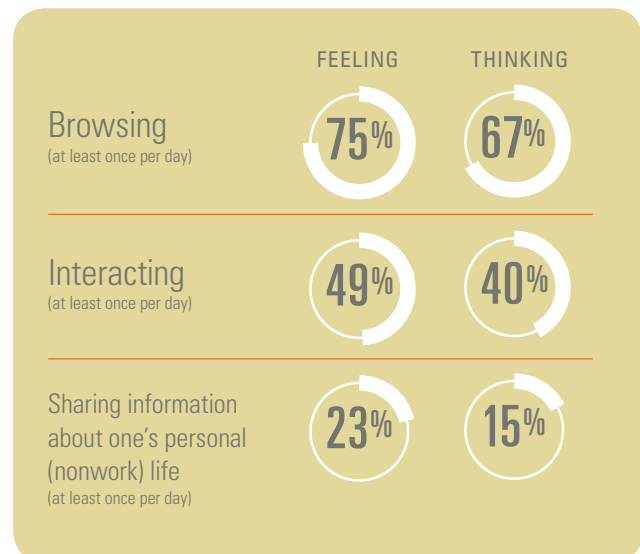 FEELING THINKING
Browsing
(at least once per day)
75% 67%
Interacting
(at least once per day)
49% 40%
Sharing information
about one’s personal
(nonwork) life
(at least once per day)
23% 15%